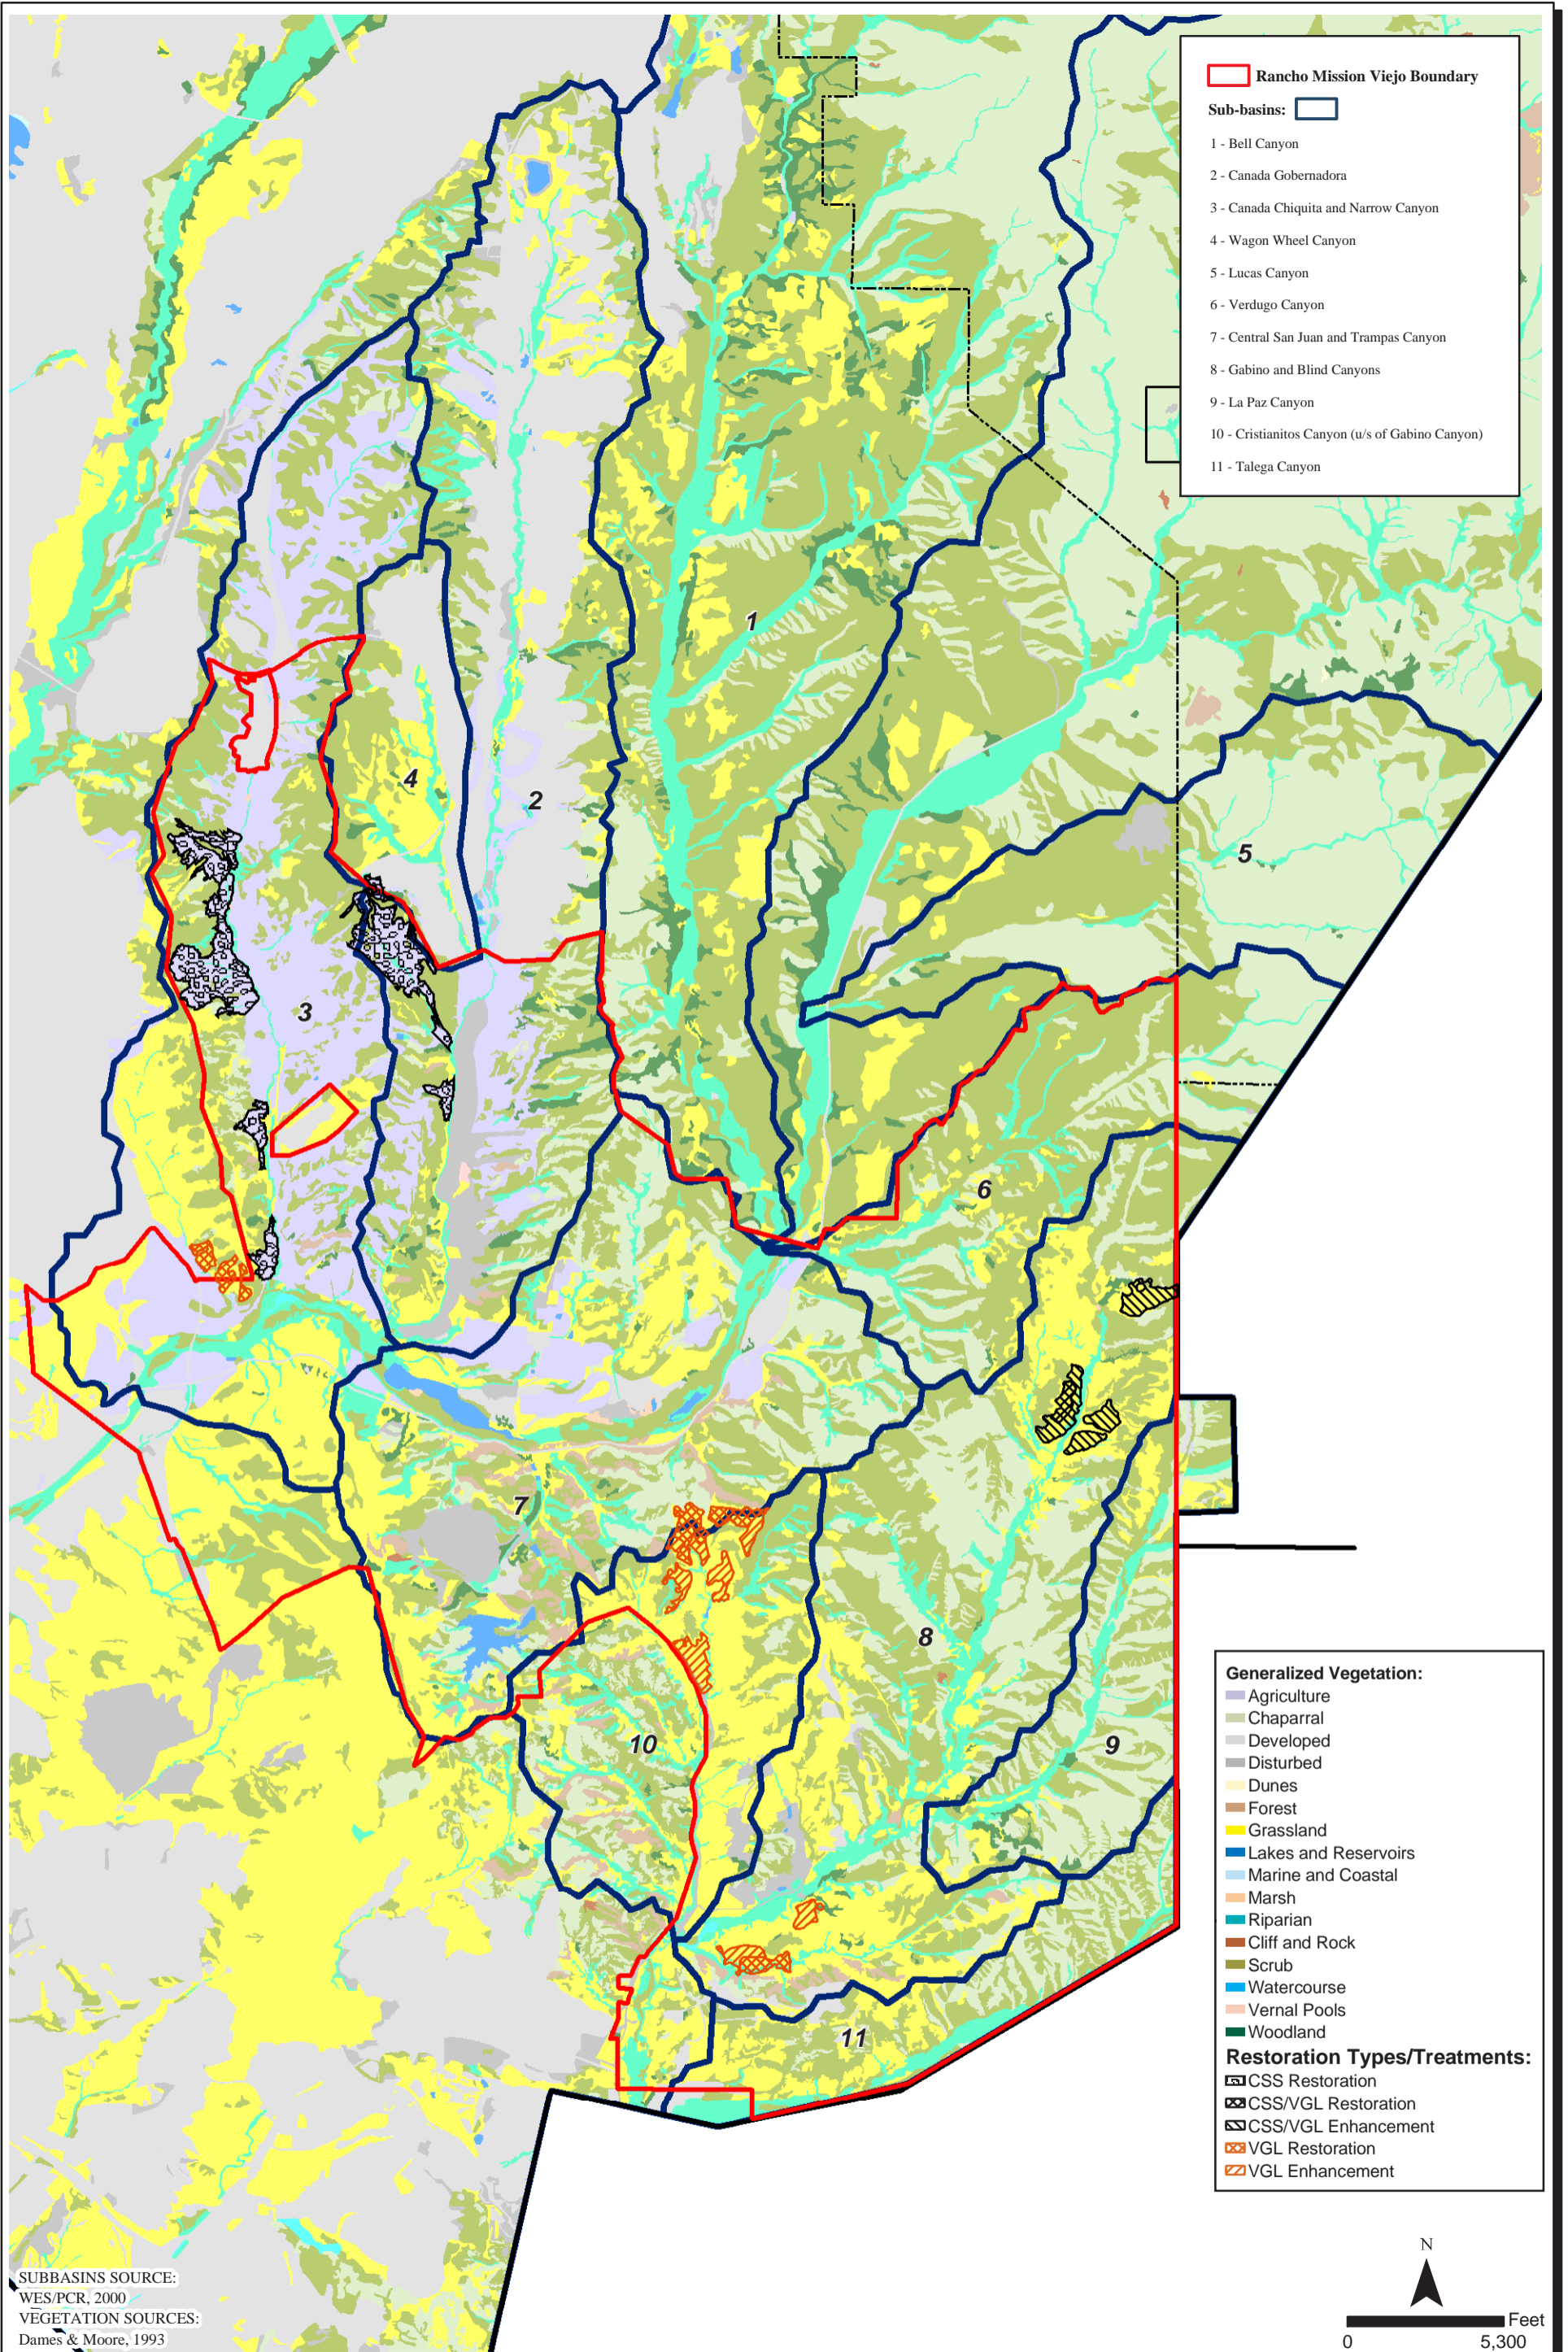 Rancho Mission Viejo Boundary
Sub-basins:
1 - Bell Canyon
2 - Canada Gobernadora
3 - Canada Chiquita and Narrow Canyon
4 - Wagon Wheel Canyon
5 - Lucas Canyon
6 - Verdugo Canyon
7 - Central San Juan and Trampas Canyon
8 - Gabino and Blind Canyons
9 - La Paz Canyon
10 - Cristianitos Canyon (u/s of Gabino Canyon)
11 - Talega Canyon
1
4
2
5
3
6
7
8
10
9
11
Generalized Vegetation:
Agriculture
Chaparral
Developed
Disturbed
Dunes
Forest
Grassland
Lakes and Reservoirs
Marine and Coastal
Marsh
Riparian
Cliff and Rock
Scrub
Watercourse
Vernal Pools
Woodland
Restoration Types/Treatments:
CSS Restoration
CSS/VGL Restoration
CSS/VGL Enhancement
VGL Restoration
VGL Enhancement
SUBBASINS SOURCE:
WES/PCR, 2000
VEGETATION SOURCES:
Dames & Moore, 1993
N
Feet
0 5,300